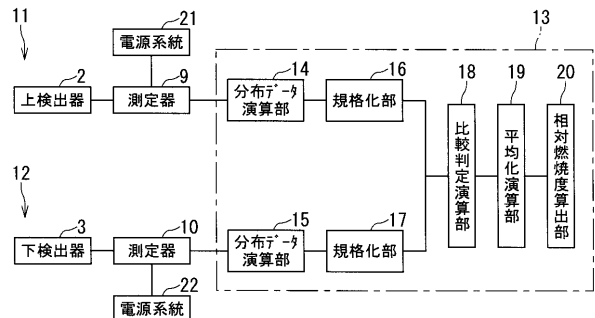 11
21
電源系統
13
2
上検出器
9
測定器
14
分布ﾃﾞｰﾀ
演算部
16
規格化部
18
比較判定演算部
19
平均化演算部
20
相対燃焼度算出部
12
3
下検出器
10
測定器
15
分布ﾃﾞｰﾀ
演算部
17
規格化部
22
電源系統